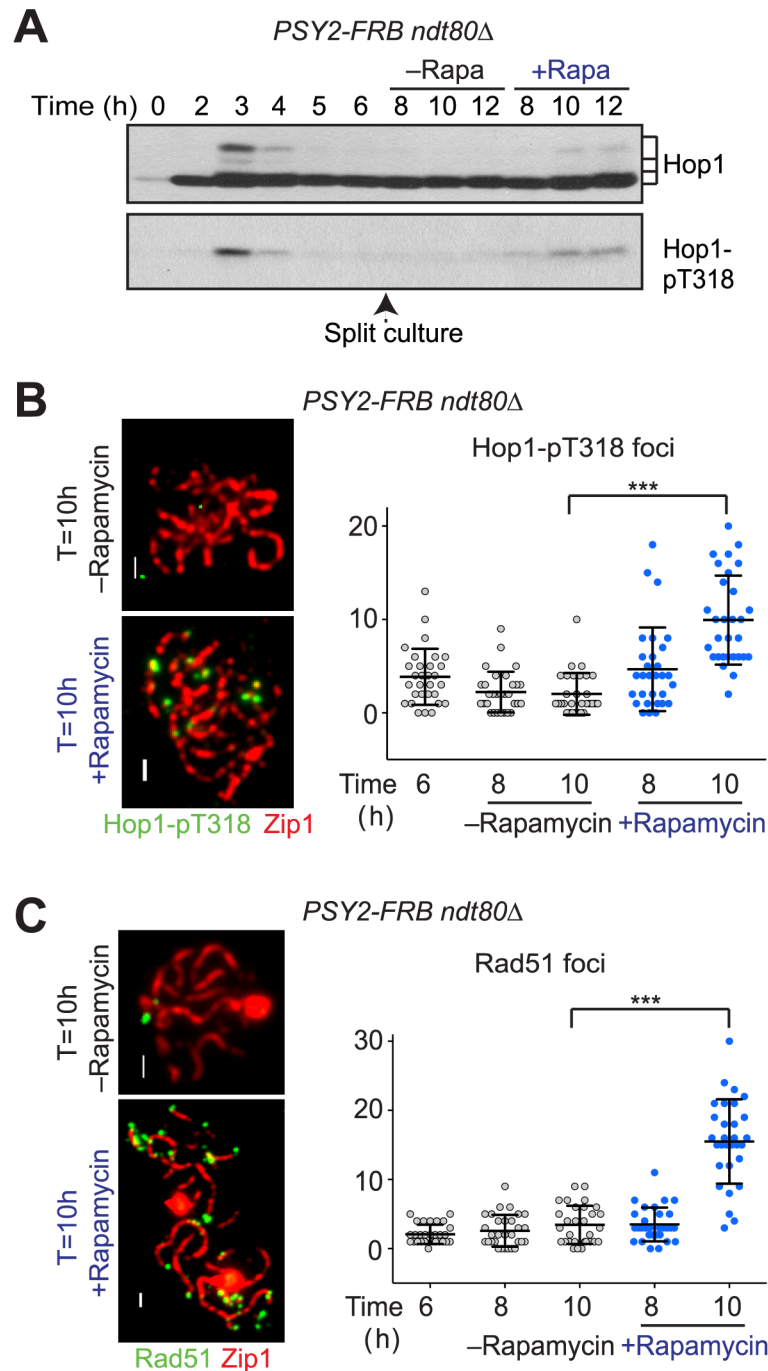 A
PSY2-FRB ndt80Δ
–Rapa +Rapa
Time (h) 0 2 3 4 5 6 8 10 12 8 10 12
Hop1
Hop1-
pT318
Split culture
B
PSY2-FRB ndt80Δ
T=10h
–Rapamycin
T=10h
+Rapamycin
Hop1-pT318 Zip1
Hop1-pT318 foci
***
20
10
0
Time 6 8 10 8 10
(h) –Rapamycin +Rapamycin
C
PSY2-FRB ndt80Δ
T=10h
–Rapamycin
T=10h
+Rapamycin
Rad51 Zip1
Rad51 foci
***
30
20
10
0
Time 6 8 10 8 10
(h) –Rapamycin +Rapamycin